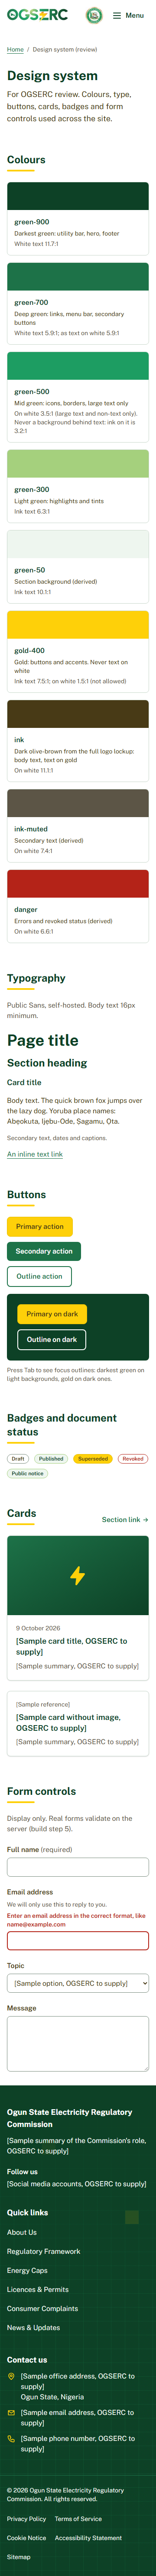 OGSERC
Menu
Home / Design system (review)
Design system
For OGSERC review. Colours, type,
buttons, cards, badges and form
controls used across the site.
Colours
green-900
Darkest green: utility bar, hero, footer
White text 11.7:1
green-700
Deep green: links, menu bar, secondary
buttons
White text 5.9:1; as text on white 5.9:1
green-500
Mid green: icons, borders, large text only
On white 3.5:1 (large text and non-text only).
Never a background behind text: ink on it is
3.2:1
green-300
Light green: highlights and tints
Ink text 6.3:1
green-50
Section background (derived)
Ink text 10.1:1
gold-400
Gold: buttons and accents. Never text on
white
Ink text 7.5:1; on white 1.5:1 (not allowed)
ink
Dark olive-brown from the full logo lockup:
body text, text on gold
On white 11.1:1
ink-muted
Secondary text (derived)
On white 7.4:1
danger
Errors and revoked status (derived)
On white 6.6:1
Typography
Public Sans, self-hosted. Body text 16px
minimum.
Page title
Section heading
Card title
Body text. The quick brown fox jumps over
the lazy dog. Yoruba place names:
Abẹokuta, Ijẹbu-Ode, Ṣagamu, Ọta.
Secondary text, dates and captions.
An inline text link
Buttons
Primary action
Secondary action
Outline action
Primary on dark
Outline on dark
Press Tab to see focus outlines: darkest green on
light backgrounds, gold on dark ones.
Badges and document
status
Draft Published Superseded Revoked
Public notice
Cards
Section link →
9 October 2026
[Sample card title, OGSERC to
supply]
[Sample summary, OGSERC to supply]
[Sample reference]
[Sample card without image,
OGSERC to supply]
[Sample summary, OGSERC to supply]
Form controls
Display only. Real forms validate on the
server (build step 5).
Full name (required)
Email address
We will only use this to reply to you.
Enter an email address in the correct format, like
name@example.com
Topic
[Sample option, OGSERC to supply]
Message
Ogun State Electricity Regulatory
Commission
[Sample summary of the Commission's role,
OGSERC to supply]
Follow us
[Social media accounts, OGSERC to supply]
Quick links
About Us
Regulatory Framework
Energy Caps
Licences & Permits
Consumer Complaints
News & Updates
Contact us
[Sample office address, OGSERC to
supply]
Ogun State, Nigeria
[Sample email address, OGSERC to
supply]
[Sample phone number, OGSERC to
supply]
© 2026 Ogun State Electricity Regulatory
Commission. All rights reserved.
Privacy Policy Terms of Service
Cookie Notice Accessibility Statement
Sitemap